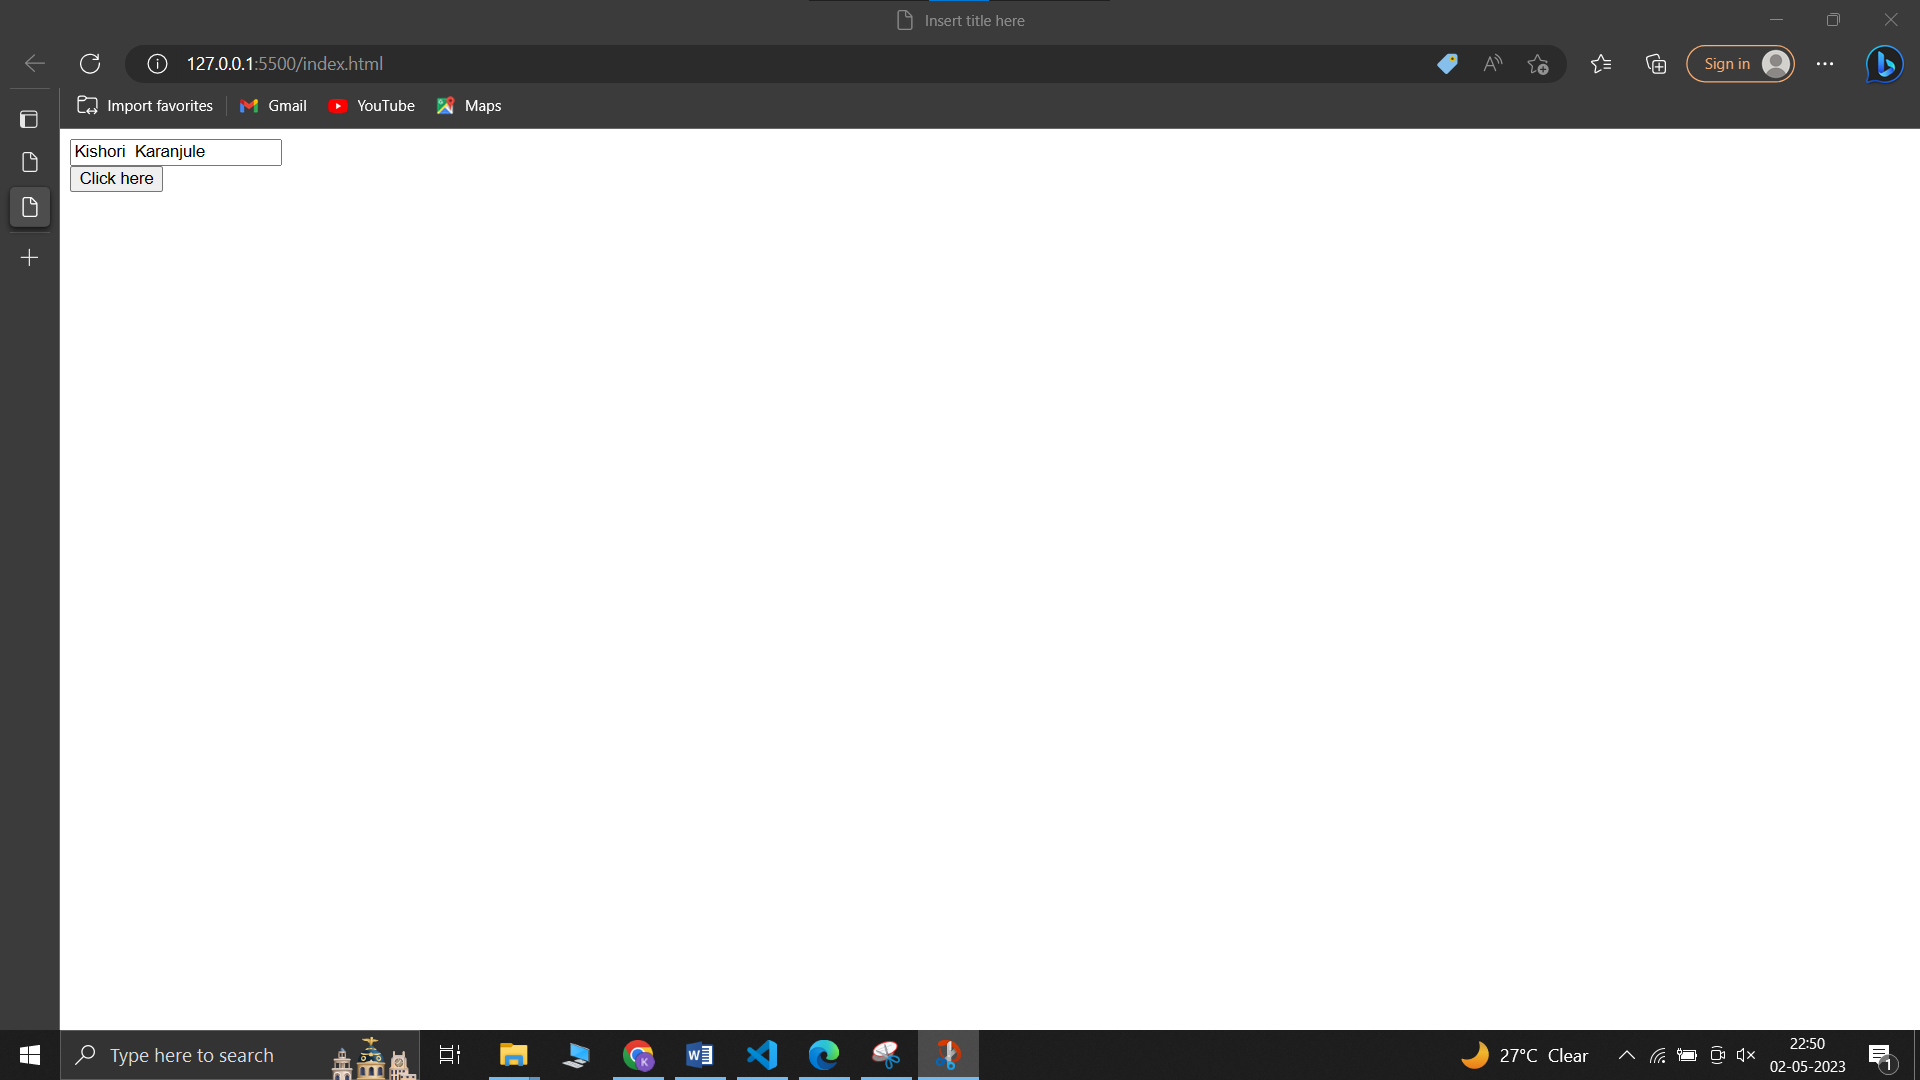 Insert title here
127.0.0.1:5500/index.html
Sign in
Import favorites
Gmail
YouTube
Maps
Kishori  Karanjule
Click here
Type here to search
27°C Clear
22:50
02-05-2023
1